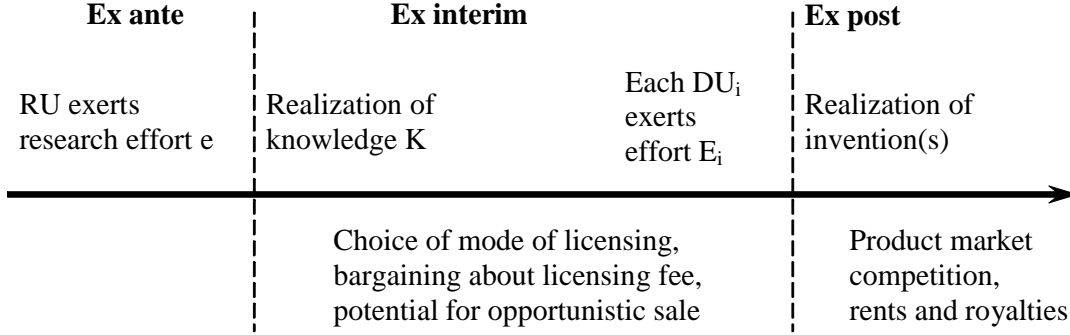 Ex ante
Ex interim
Ex post
RU exerts
research effort e
Realization of
knowledge K
Each DUi
exerts
effort Ei
Realization of
invention(s)
Choice of mode of licensing,
bargaining about licensing fee,
potential for opportunistic sale
Product market
competition,
rents and royalties